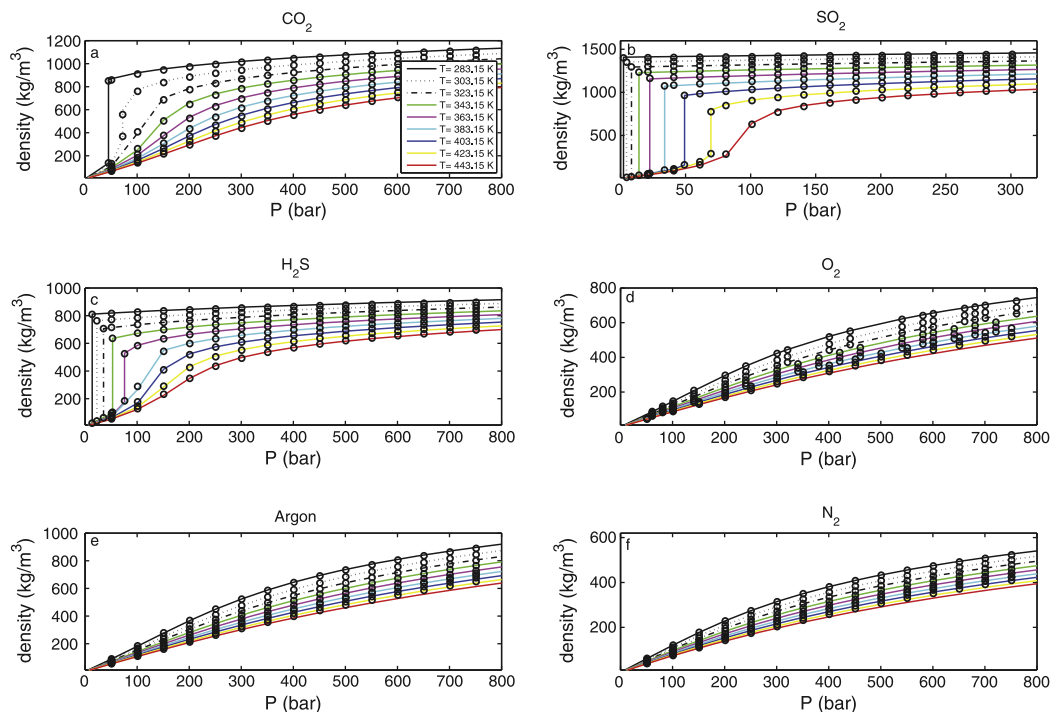 CO2
a
density (kg/m3)
1200
1000
800
600
400
200
0 100 200 300 400 500 600 700 800
P (bar)
T= 283.15 K
T= 303.15 K
T= 323.15 K
T= 343.15 K
T= 363.15 K
T= 383.15 K
T= 403.15 K
T= 423.15 K
T= 443.15 K
SO2
b
density (kg/m3)
1500
1000
500
0 50 100 150 200 250 300
P (bar)
H2S
c
density (kg/m3)
1000
800
600
400
200
0 100 200 300 400 500 600 700 800
P (bar)
O2
d
density (kg/m3)
800
600
400
200
0 100 200 300 400 500 600 700 800
P (bar)
Argon
e
density (kg/m3)
1000
800
600
400
200
0 100 200 300 400 500 600 700 800
P (bar)
N2
f
density (kg/m3)
600
400
200
0 100 200 300 400 500 600 700 800
P (bar)